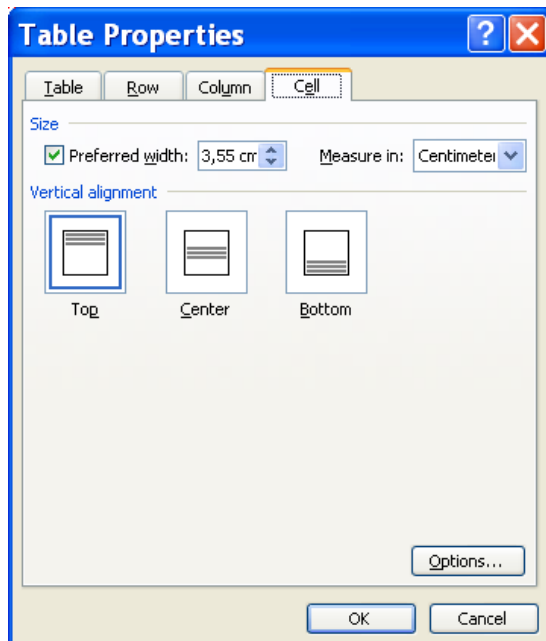 Table Properties
Table Row Column Cell
Size
Preferred width: 3,55 cm Measure in: Centimeter
Vertical alignment
Top Center Bottom
Options...
OK Cancel